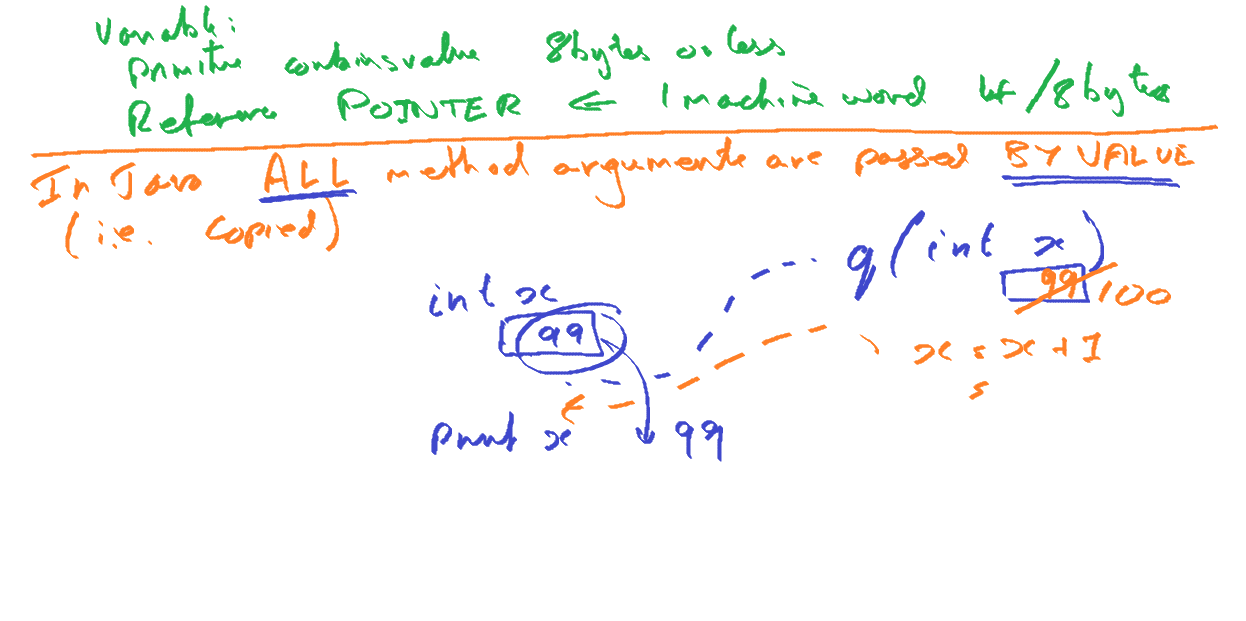 Variable:
Primitive contains value 8 bytes or less
Reference POINTER ← 1 machine word 4/8 bytes
In Java ALL method arguments are passed BY VALUE
(i.e. copied)
q(int x)
99 100
int x
99
x = x + 1
print x 99